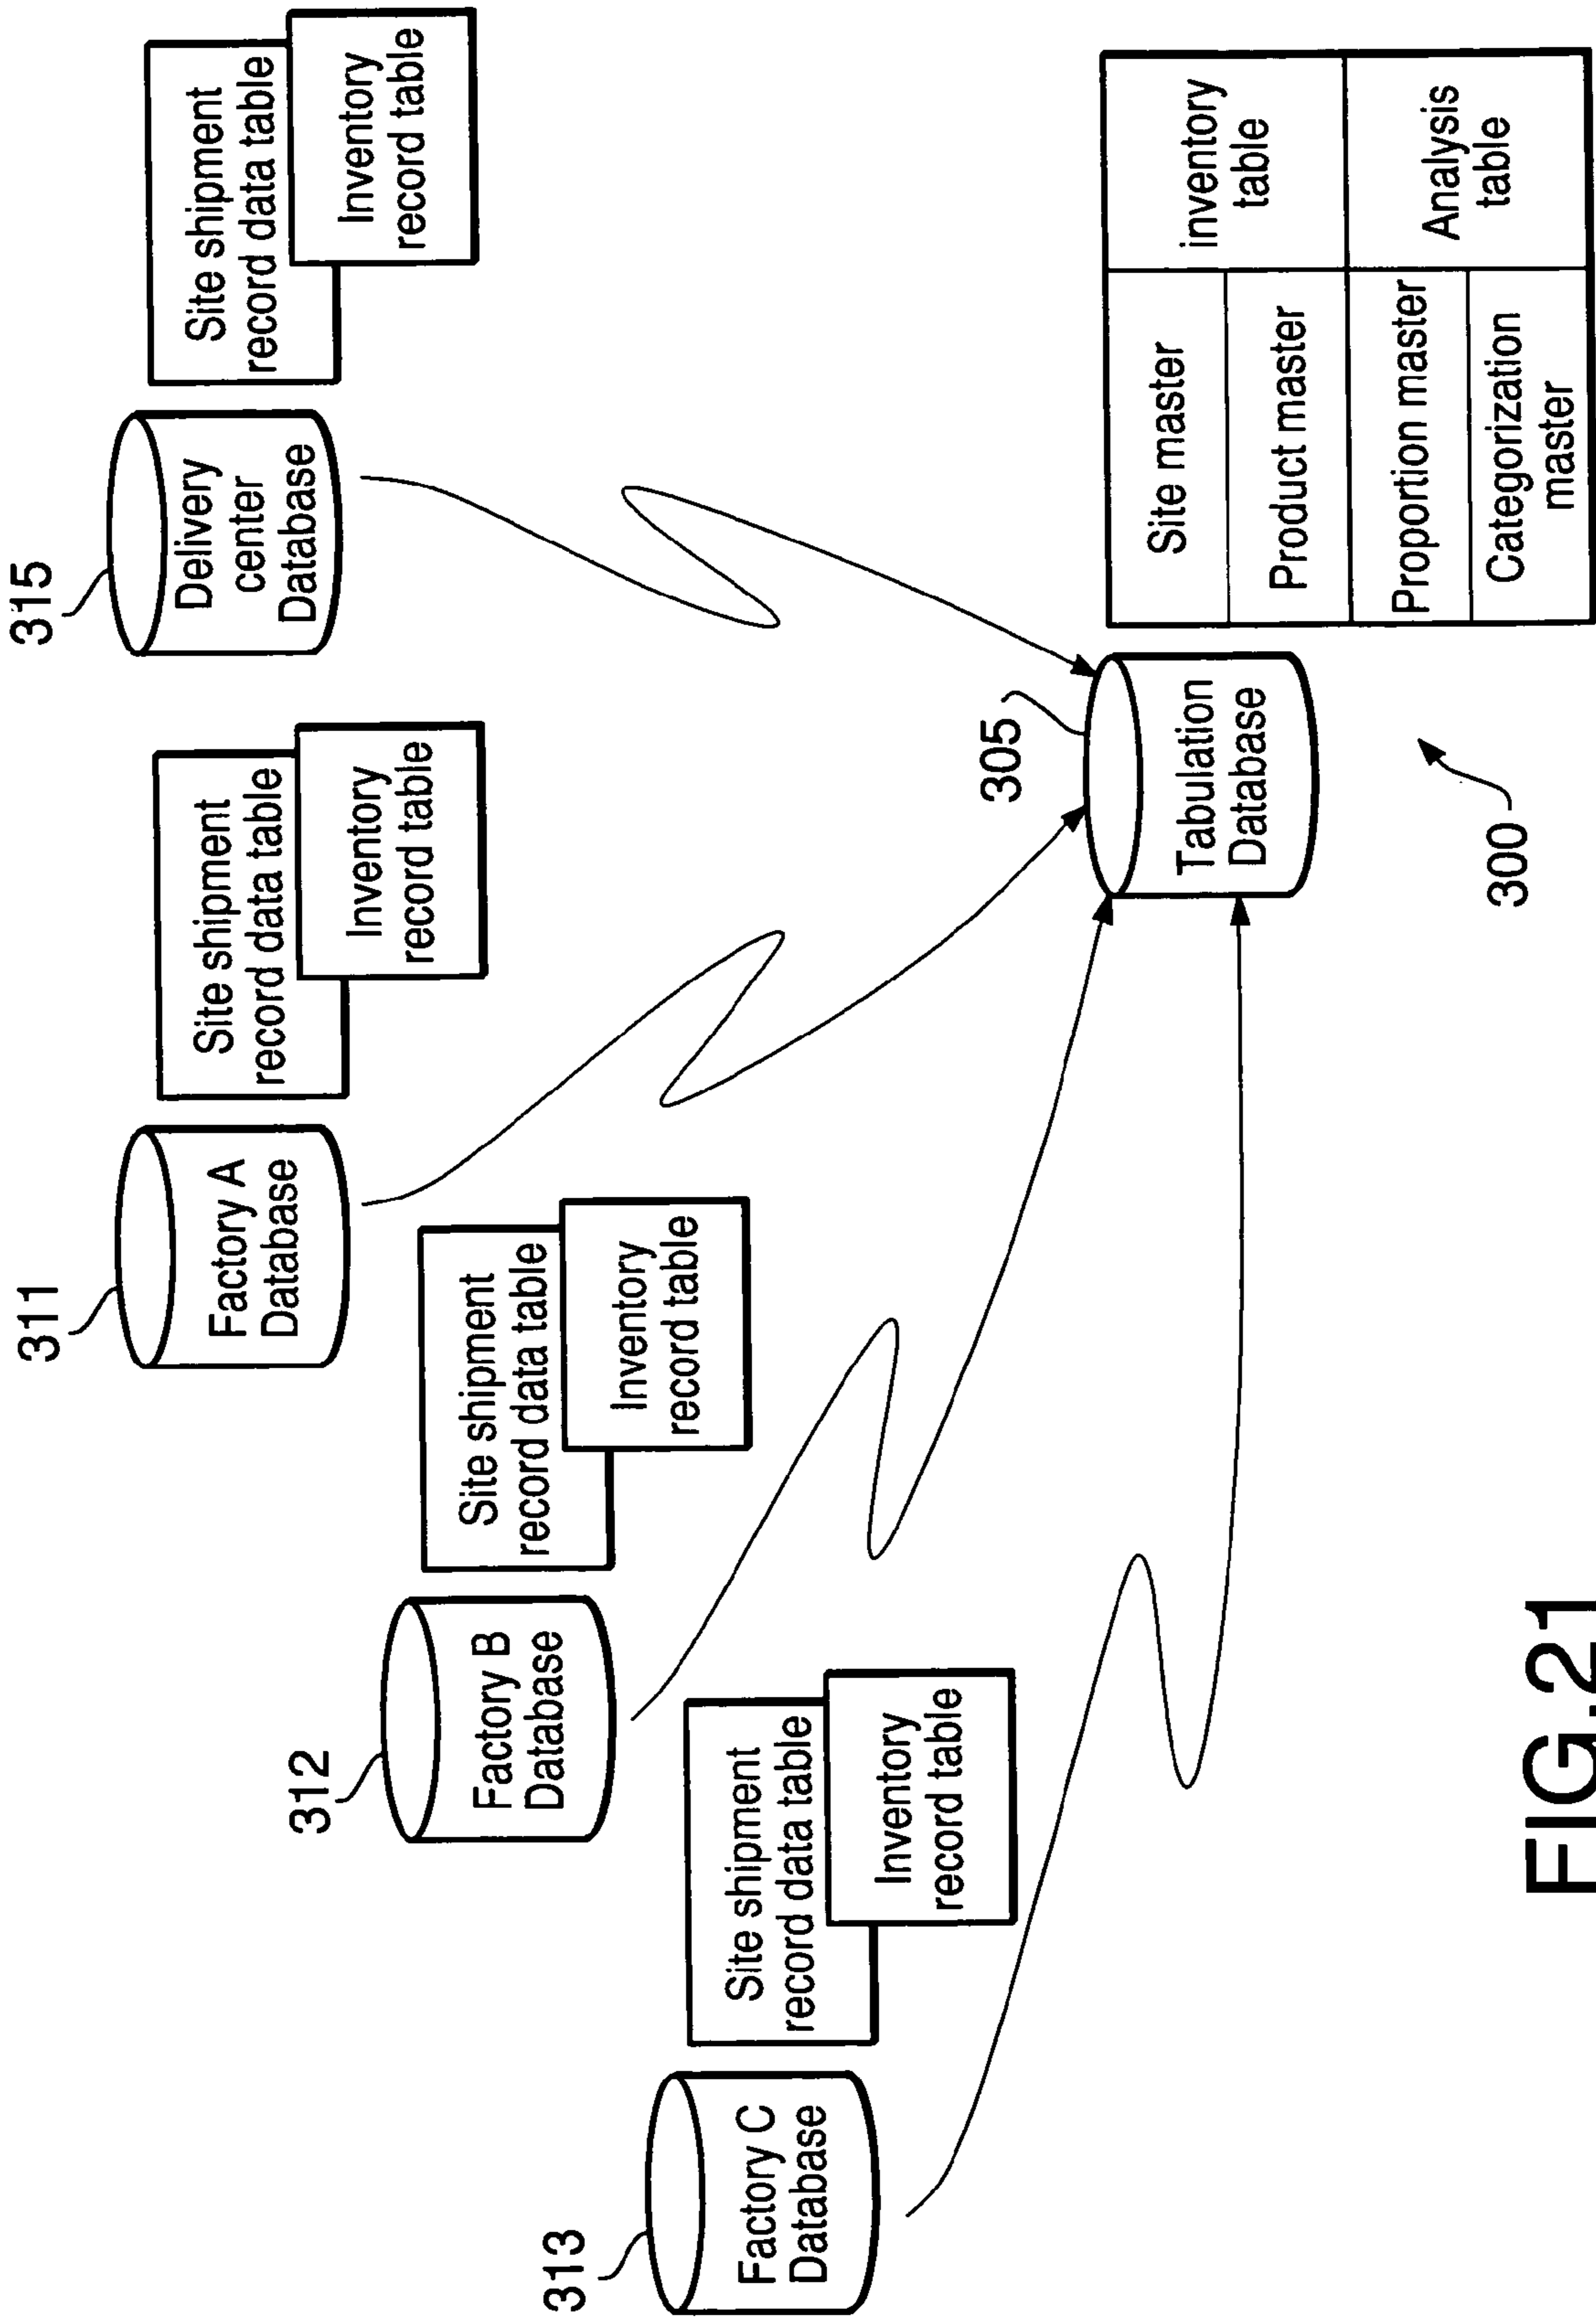 315
Delivery
center
Database
Site shipment
record data table
Inventory
record table
311
Factory A
Database
Site shipment
record data table
Inventory
record table
312
Factory B
Database
Site shipment
record data table
Inventory
record table
313
Factory C
Database
Site shipment
record data table
Inventory
record table
305
Tabulation
Database
Site master
Product master
Proportion master
Categorization
master
inventory
table
Analysis
table
300
FIG.21